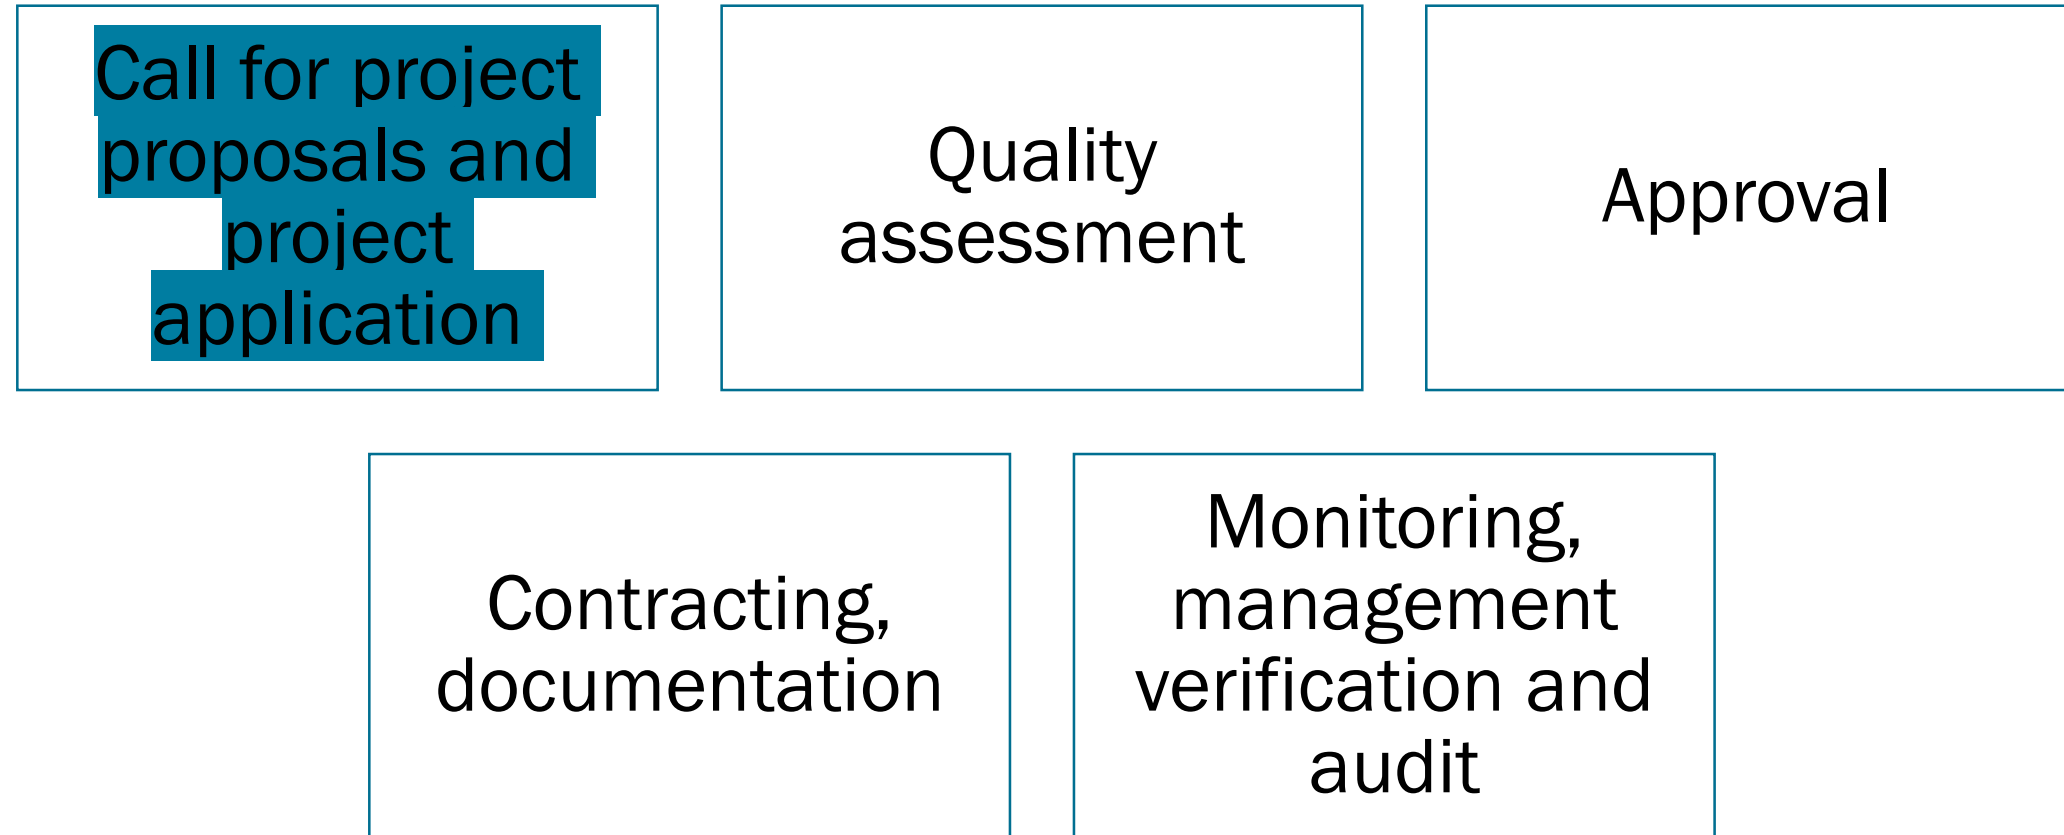 Call for project
proposals and
project
application
Quality
assessment
Approval
Contracting,
documentation
Monitoring,
management
verification and
audit